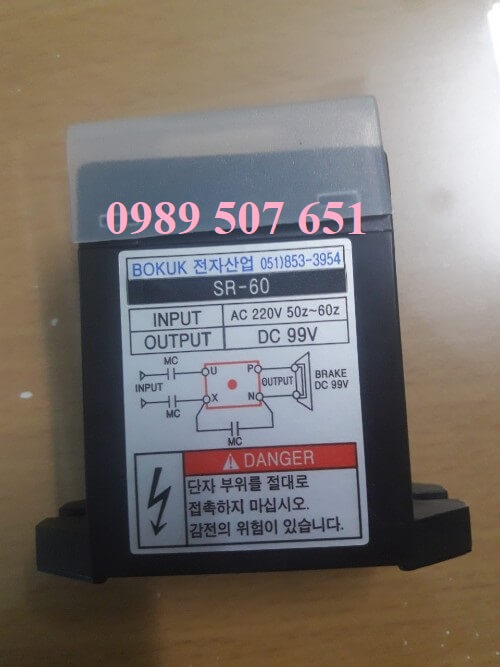 0989 507 651
BOKUK 전자산업 051)853-3954
SR-60
INPUT AC 220V 50z~60z
OUTPUT DC 99V
MC
U P
INPUT OUTPUT BRAKE
DC 99V
X N
MC
MC
DANGER
단자 부위를 절대로
접촉하지 마십시오.
감전의 위험이 있습니다.